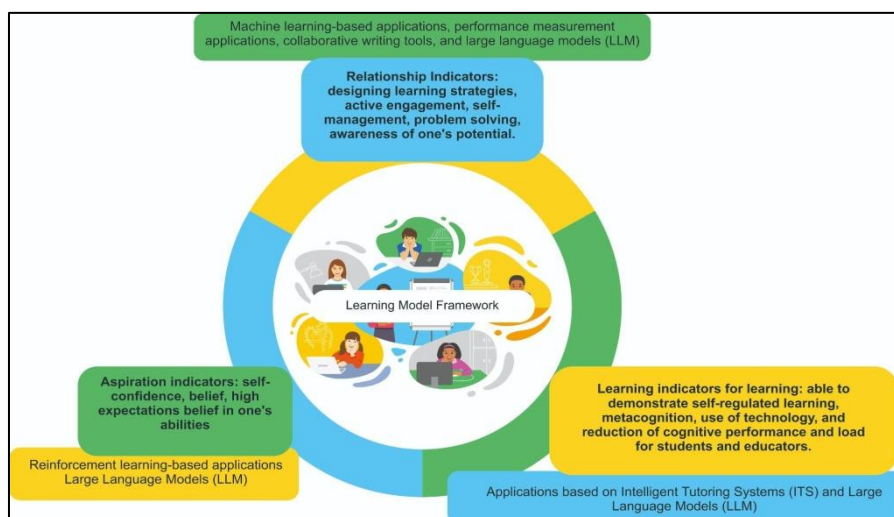 Machine learning-based applications, performance measurement
applications, collaborative writing tools, and large language models (LLM)
Relationship Indicators:
designing learning strategies,
active engagement, self-
management, problem solving,
awareness of one's potential.
Learning Model Framework
Aspiration indicators: self-
confidence, belief, high
expectations belief in one's
abilities
Reinforcement learning-based applications
Large Language Models (LLM)
Learning indicators for learning: able to
demonstrate self-regulated learning,
metacognition, use of technology, and
reduction of cognitive performance and load
for students and educators.
Applications based on Intelligent Tutoring Systems (ITS) and Large
Language Models (LLM)